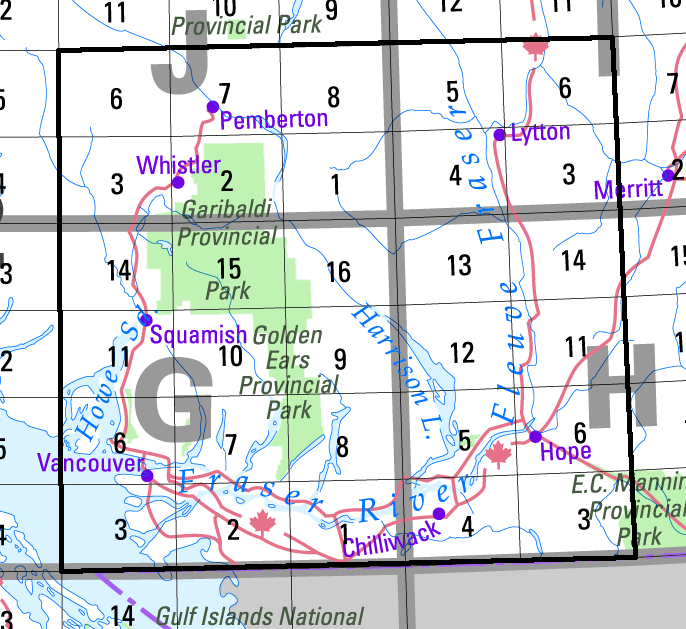 2 11 10 9 12 11
Provincial Park
J
5 6 7 8 5 6 7
Pemberton
Lytton
Whistler
4 3 2 1 4 3 2
Merritt
Garibaldi
Provincial
Park
3 14 15 16 13 14 15
Howe Sd.
Squamish
Harrison L.
Fleuve Fraser
Golden
Ears
Provincial
Park
2 11 10 9 12 11
G
H
5 6 7 8 5 6
Hope
Vancouver
Fraser River
E.C. Mannin
Provincial
Park
Chilliwack
3 2 1 4 3
3 14
Gulf Islands National